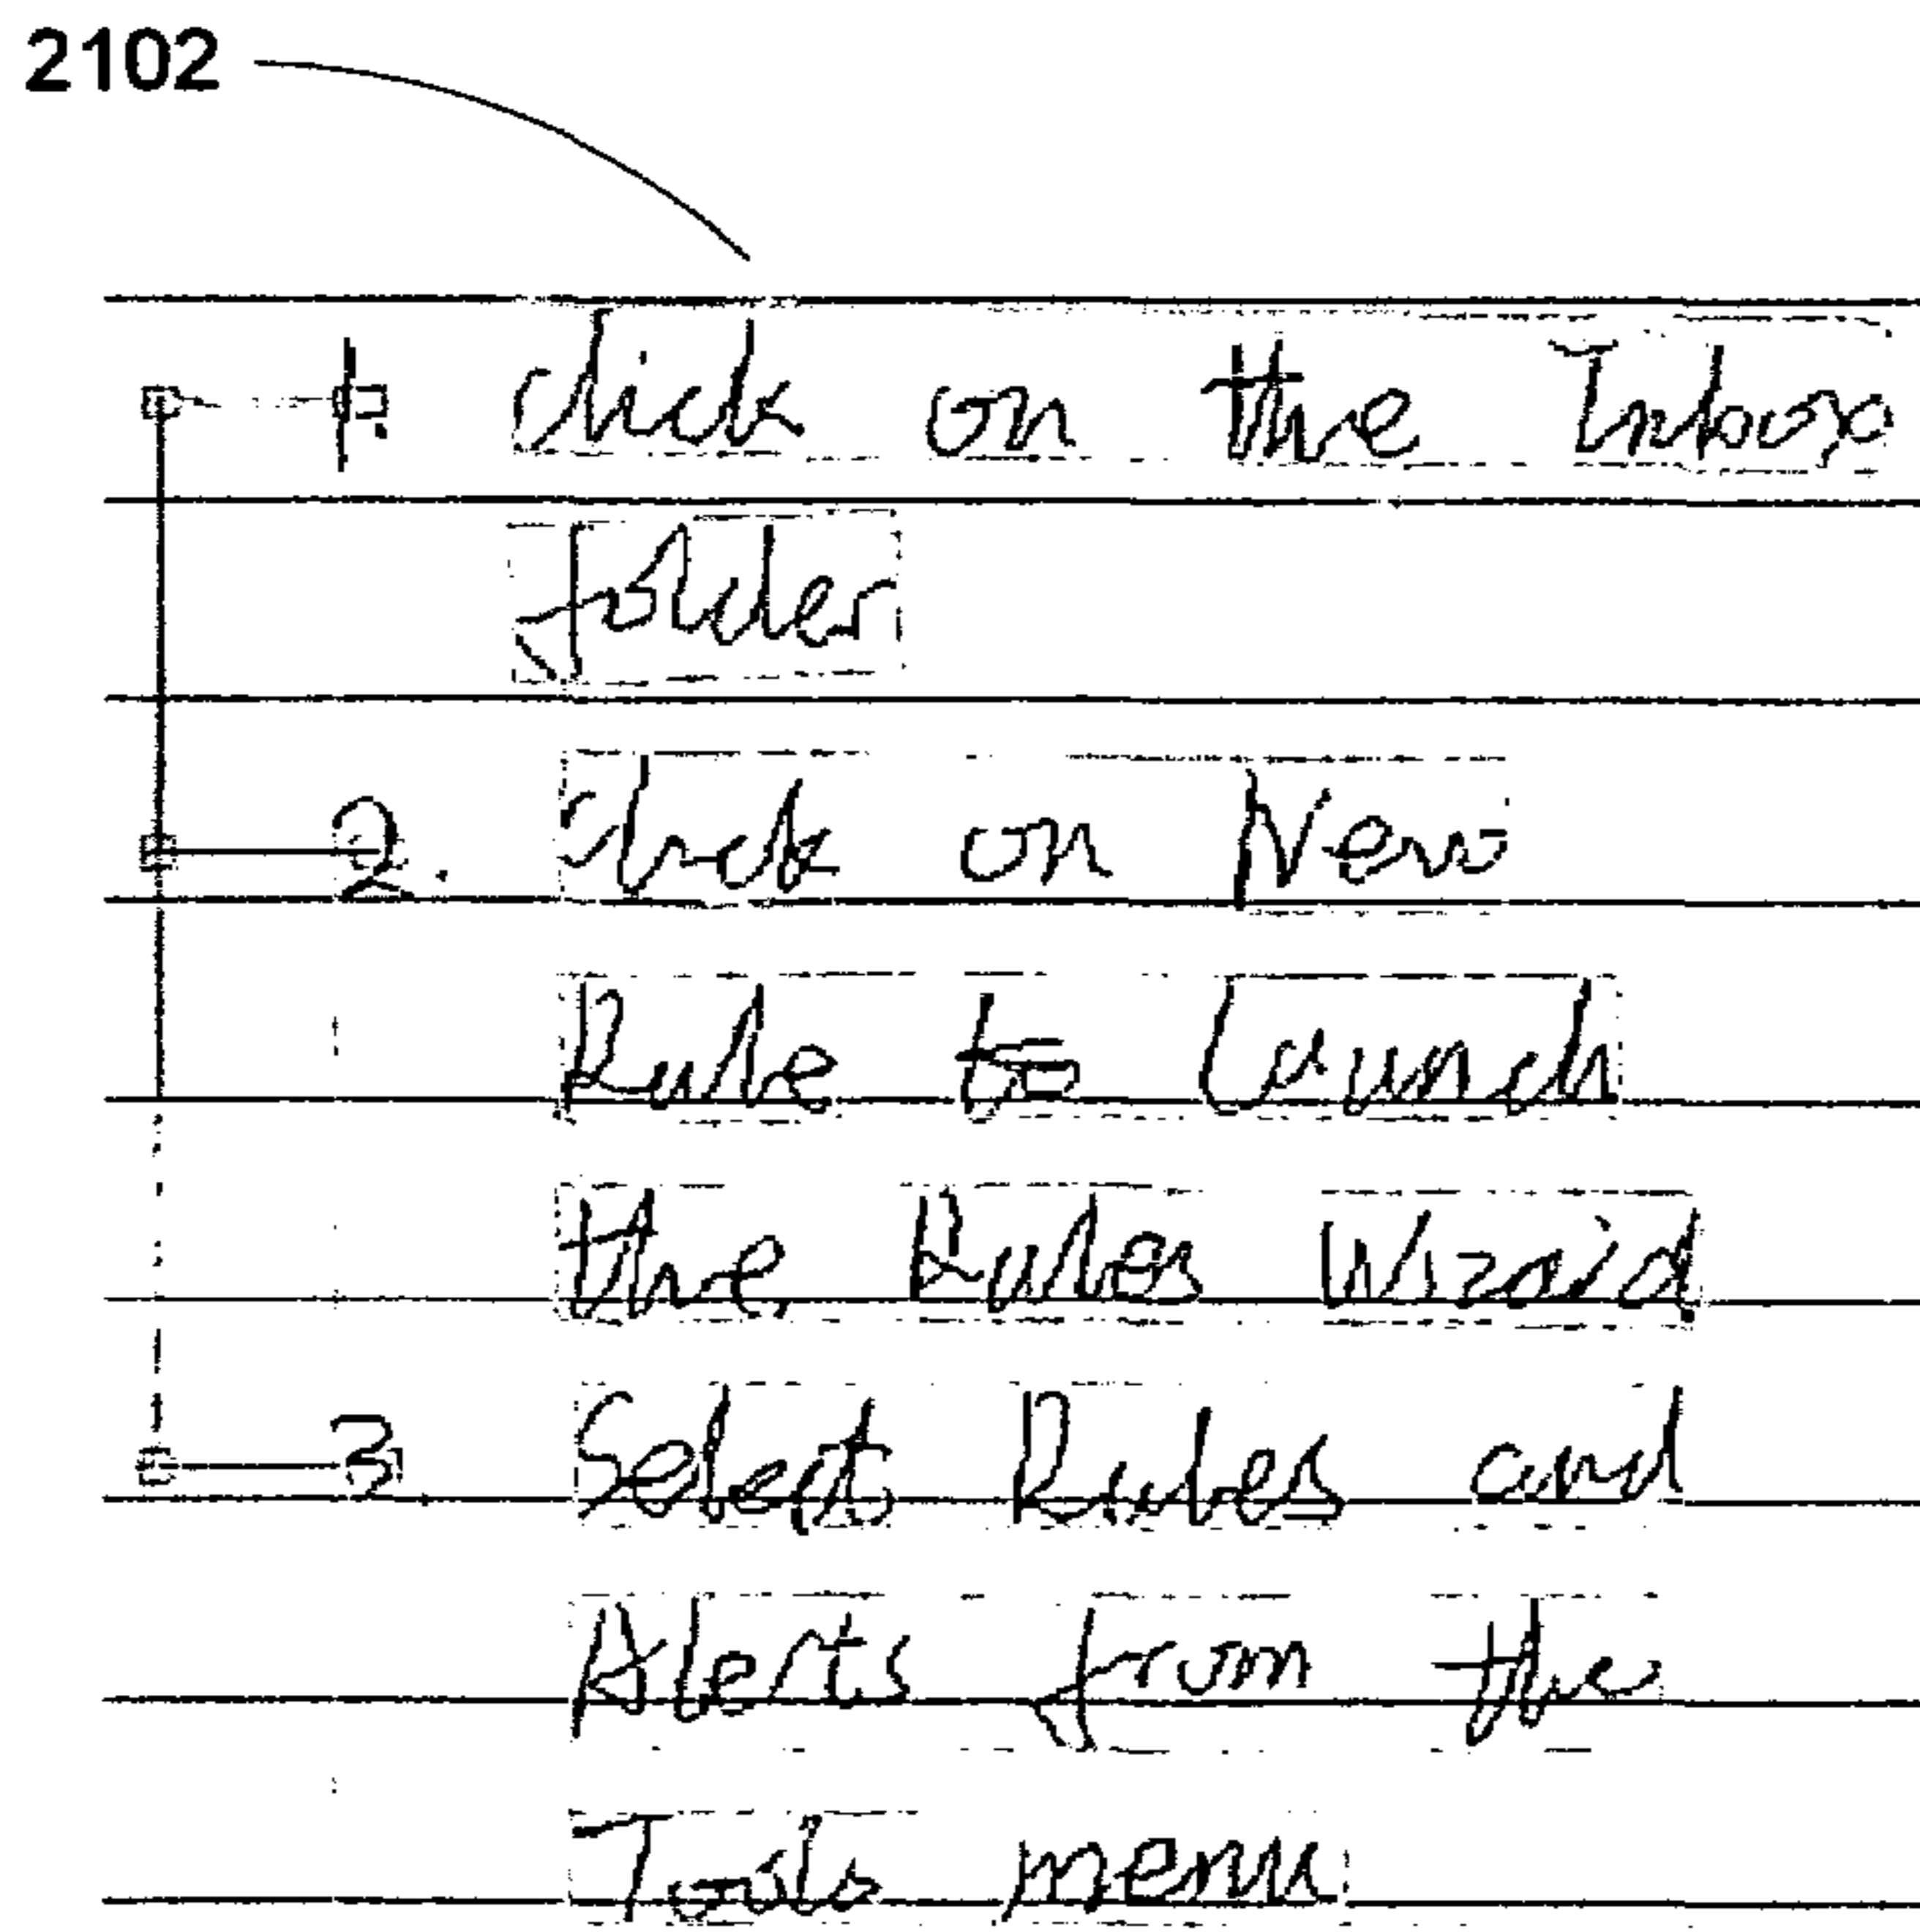 2102
1. Click on the Inbox
folder
2. Click on New
Rule to launch
the Rules Wizard
3 Select Rules and
Alerts from the
Tools menu